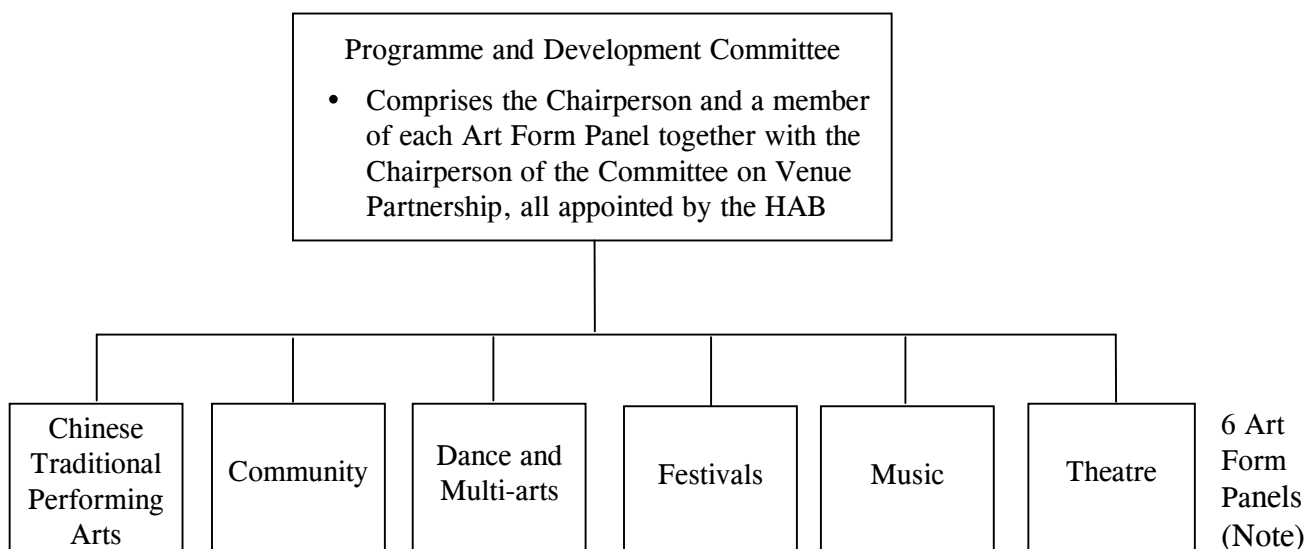 Programme and Development Committee
• Comprises the Chairperson and a member
of each Art Form Panel together with the
Chairperson of the Committee on Venue
Partnership, all appointed by the HAB
Chinese
Traditional
Performing
Arts
Community
Dance and
Multi-arts
Festivals
Music
Theatre
6 Art
Form
Panels
(Note)